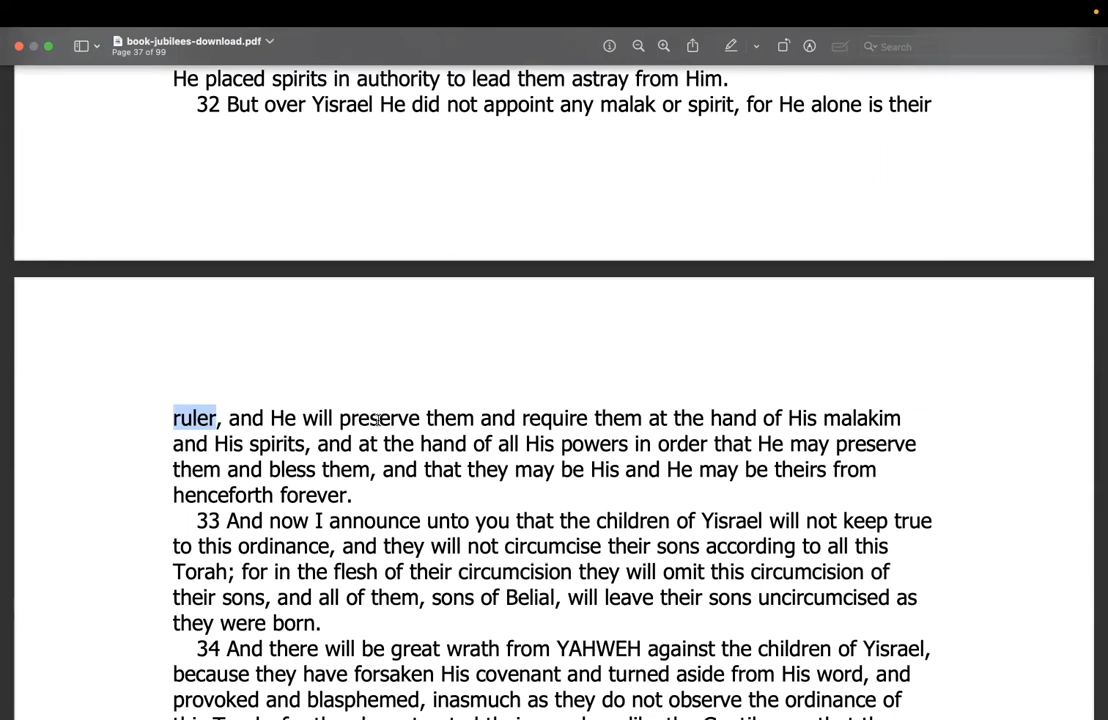 book-jubilees-download.pdf
Page 37 of 99
Search
He placed spirits in authority to lead them astray from Him.
32 But over Yisrael He did not appoint any malak or spirit, for He alone is their
ruler, and He will preserve them and require them at the hand of His malakim
and His spirits, and at the hand of all His powers in order that He may preserve
them and bless them, and that they may be His and He may be theirs from
henceforth forever.
33 And now I announce unto you that the children of Yisrael will not keep true
to this ordinance, and they will not circumcise their sons according to all this
Torah; for in the flesh of their circumcision they will omit this circumcision of
their sons, and all of them, sons of Belial, will leave their sons uncircumcised as
they were born.
34 And there will be great wrath from YAHWEH against the children of Yisrael,
because they have forsaken His covenant and turned aside from His word, and
provoked and blasphemed, inasmuch as they do not observe the ordinance of